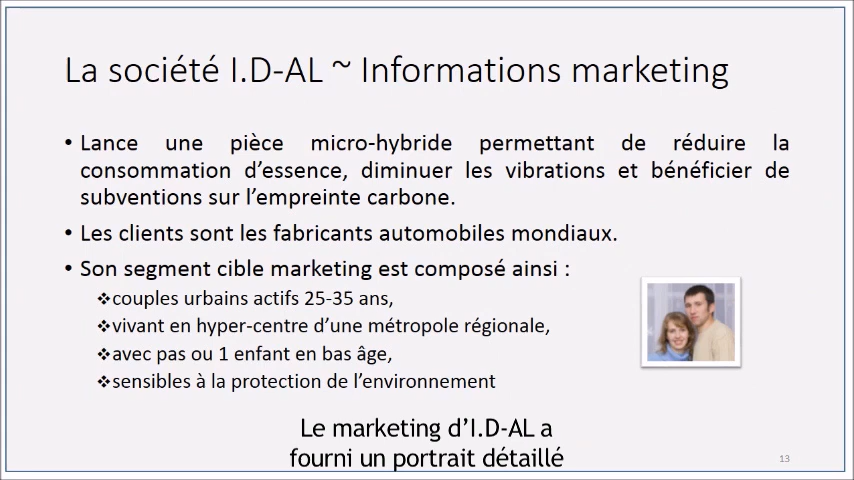 La société I.D-AL ~ Informations marketing
• Lance une pièce micro-hybride permettant de réduire la
consommation d’essence, diminuer les vibrations et bénéficier de
subventions sur l’empreinte carbone.
• Les clients sont les fabricants automobiles mondiaux.
• Son segment cible marketing est composé ainsi :
❖couples urbains actifs 25-35 ans,
❖vivant en hyper-centre d’une métropole régionale,
❖avec pas ou 1 enfant en bas âge,
❖sensibles à la protection de l’environnement
Le marketing d’I.D-AL a
fourni un portrait détaillé
13